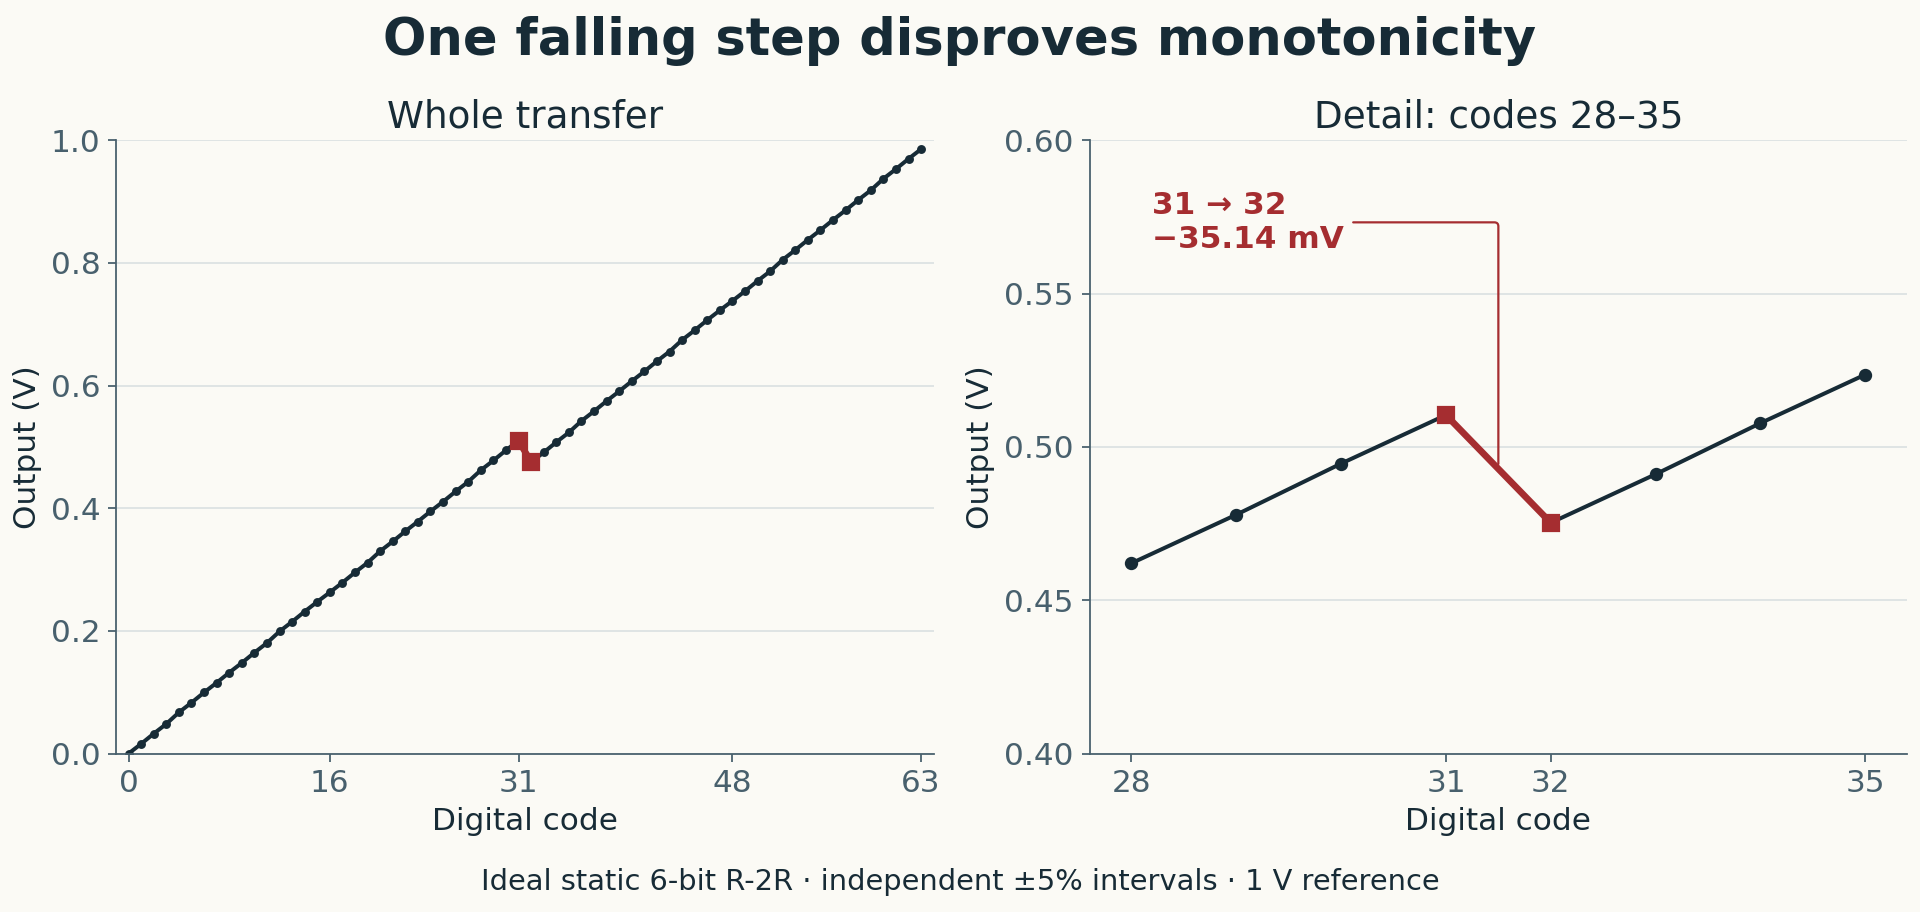 One falling step disproves monotonicity
Whole transfer
1.0
0.8
0.6
0.4
0.2
0.0
Output (V)
0
16
31
48
63
Digital code
Detail: codes 28–35
0.60
0.55
0.50
0.45
0.40
Output (V)
31 → 32
−35.14 mV
28
31
32
35
Digital code
Ideal static 6-bit R-2R · independent ±5% intervals · 1 V reference